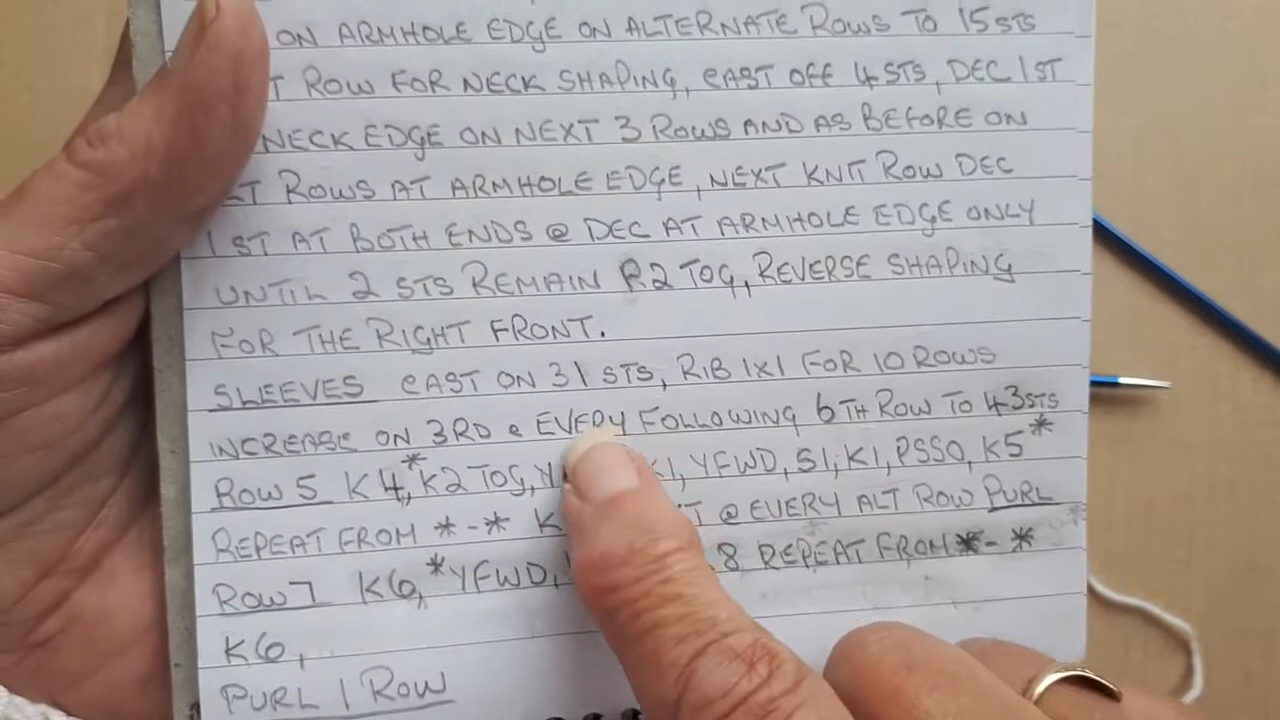 ON ARMHOLE EDGE ON ALTERNATE ROWS TO 15 STS
ROW FOR NECK SHAPING, CAST OFF 4 STS, DEC 1 ST
NECK EDGE ON NEXT 3 ROWS AND AS BEFORE ON
ROWS AT ARMHOLE EDGE, NEXT KNIT ROW DEC
1 ST AT BOTH ENDS @ DEC AT ARMHOLE EDGE ONLY
UNTIL 2 STS REMAIN R2 TOG, REVERSE SHAPING
FOR THE RIGHT FRONT.
SLEEVES CAST ON 31 STS, RIB 1X1 FOR 10 ROWS
INCREASE ON 3RD @ EVERY FOLLOWING 6TH ROW TO 43 STS
ROW 5 K4,* K2 TOG, K1, YFWD, S1, K1, PSSO, K5*
REPEAT FROM *-* K @ EVERY ALT ROW PURL
ROW 7 K6, *YFWD, 8 REPEAT FROM *-*
K6,
PURL 1 ROW